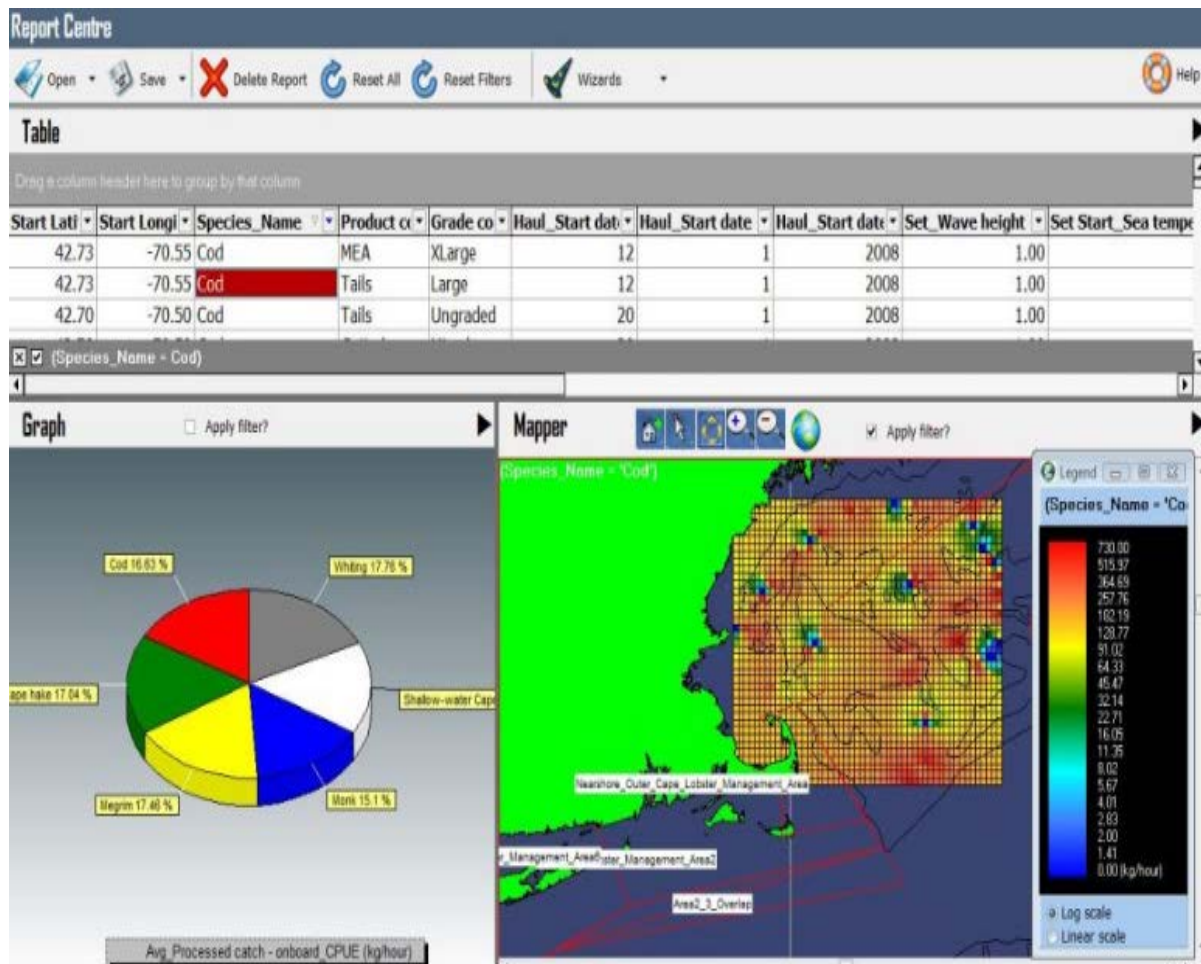 Report Centre
Open Save Delete Report Reset All Reset Filters Wizards Help
Table
Drag a column header here to group by that column
Start Lati Start Longi Species_Name Product co Grade co Haul_Start dat Haul_Start date Haul_Start date Set_Wave height Set Start_Sea tempe
42.73 -70.55 Cod MEA XLarge 12 1 2008 1.00
42.73 -70.55 Cod Tails Large 12 1 2008 1.00
42.70 -70.50 Cod Tails Ungraded 20 1 2008 1.00
(Species_Name = Cod)
Graph Apply filter?
Cod 16.63 %
Whiting 17.76 %
ape hake 17.04 %
Shallow-water Cape
Megrim 17.46 %
Monk 15.1 %
Avg_Processed catch - onboard_CPUE (kg/hour)
Mapper Apply filter?
(Species_Name = 'Cod')
Nearshore_Outer_Cape_Lobster_Management_Area
r_Management_Area6
ster_Management_Area2
Area2_3_Overlap
Legend
(Species_Name = 'Co
730.00
515.97
364.69
257.76
182.19
128.77
91.02
64.33
45.47
32.14
22.71
16.05
11.35
8.02
5.67
4.01
2.83
2.00
1.41
0.00 (kg/hour)
Log scale
Linear scale